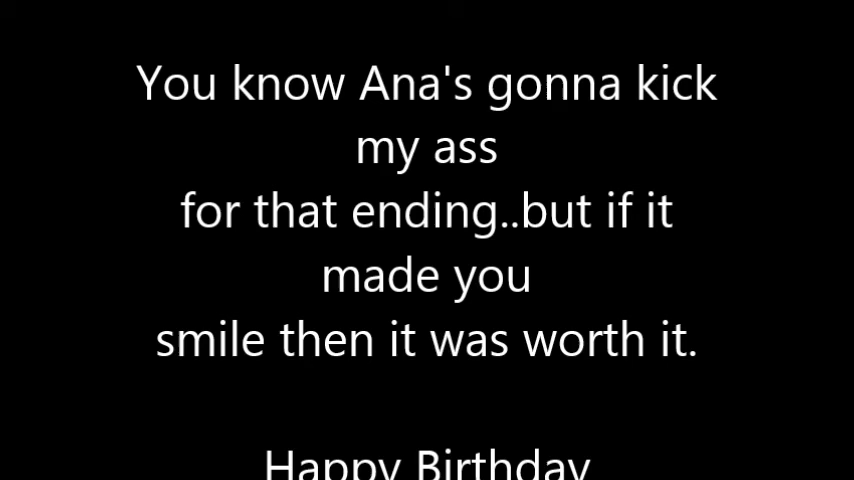 You know Ana's gonna kick
my ass
for that ending..but if it
made you
smile then it was worth it.
Happy Birthday